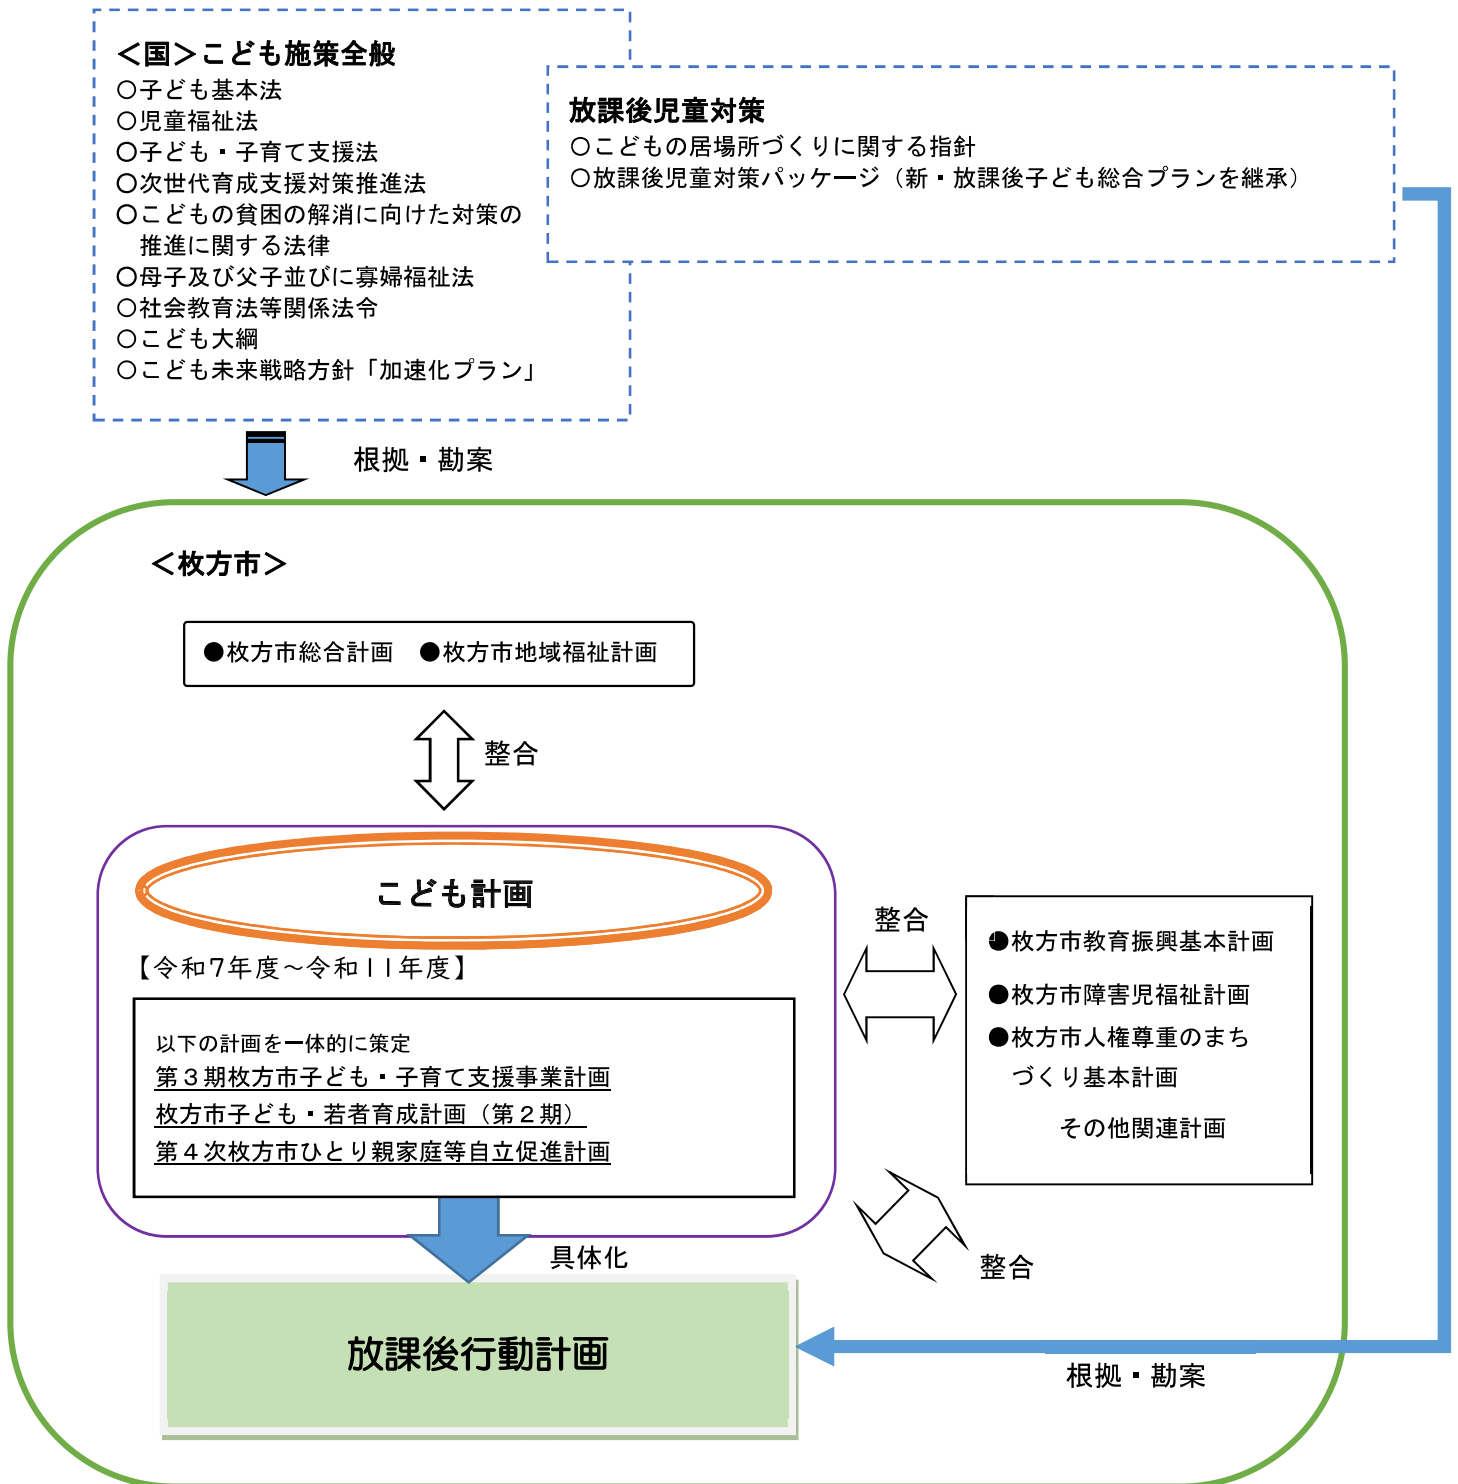 ＜国＞こども施策全般
○子ども基本法
○児童福祉法
○子ども・子育て支援法
○次世代育成支援対策推進法
○こどもの貧困の解消に向けた対策の
推進に関する法律
○母子及び父子並びに寡婦福祉法
○社会教育法等関係法令
○こども大綱
○こども未来戦略方針「加速化プラン」
放課後児童対策
○こどもの居場所づくりに関する指針
○放課後児童対策パッケージ（新・放課後子ども総合プランを継承）
根拠・勘案
＜枚方市＞
●枚方市総合計画　●枚方市地域福祉計画
整合
こども計画
【令和7年度～令和11年度】
以下の計画を一体的に策定
第３期枚方市子ども・子育て支援事業計画
枚方市子ども・若者育成計画（第２期）
第４次枚方市ひとり親家庭等自立促進計画
整合
●枚方市教育振興基本計画
●枚方市障害児福祉計画
●枚方市人権尊重のまち
づくり基本計画
その他関連計画
具体化
整合
放課後行動計画
根拠・勘案